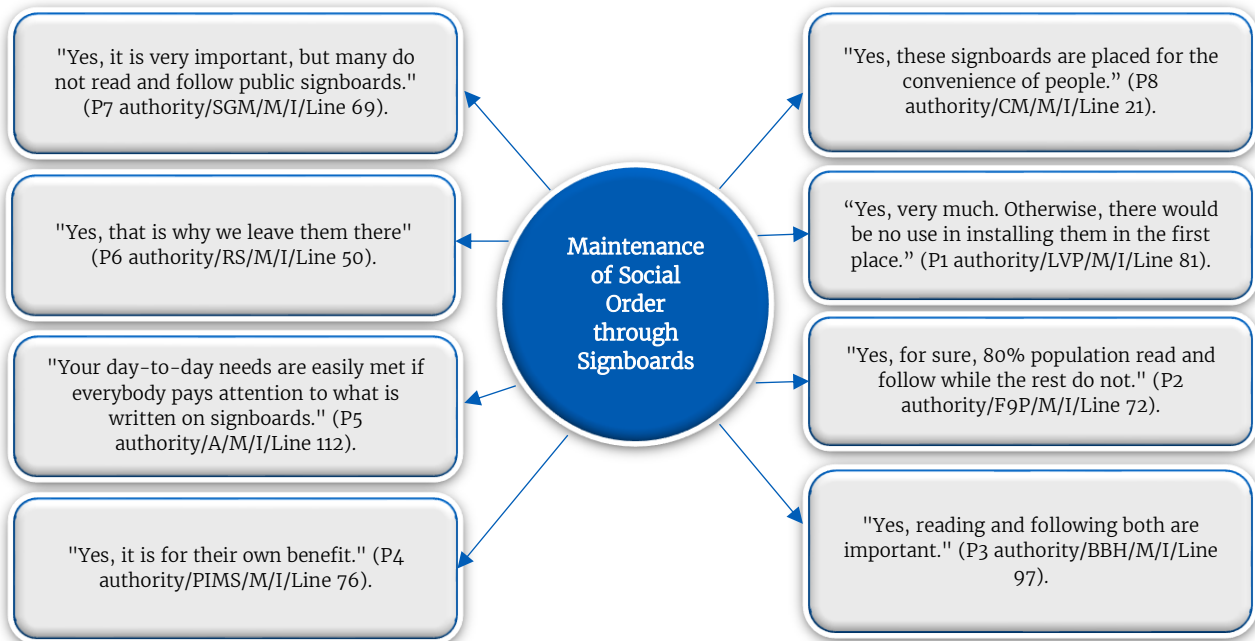 "Yes, it is very important, but many do
not read and follow public signboards."
(P7 authority/SGM/M/I/Line 69).
"Yes, that is why we leave them there"
(P6 authority/RS/M/I/Line 50).
"Your day-to-day needs are easily met if
everybody pays attention to what is
written on signboards." (P5
authority/A/M/I/Line 112).
"Yes, it is for their own benefit." (P4
authority/PIMS/M/I/Line 76).
Maintenance
of Social
Order
through
Signboards
"Yes, these signboards are placed for the
convenience of people.” (P8
authority/CM/M/I/Line 21).
“Yes, very much. Otherwise, there would
be no use in installing them in the first
place.” (P1 authority/LVP/M/I/Line 81).
"Yes, for sure, 80% population read and
follow while the rest do not." (P2
authority/F9P/M/I/Line 72).
"Yes, reading and following both are
important." (P3 authority/BBH/M/I/Line
97).